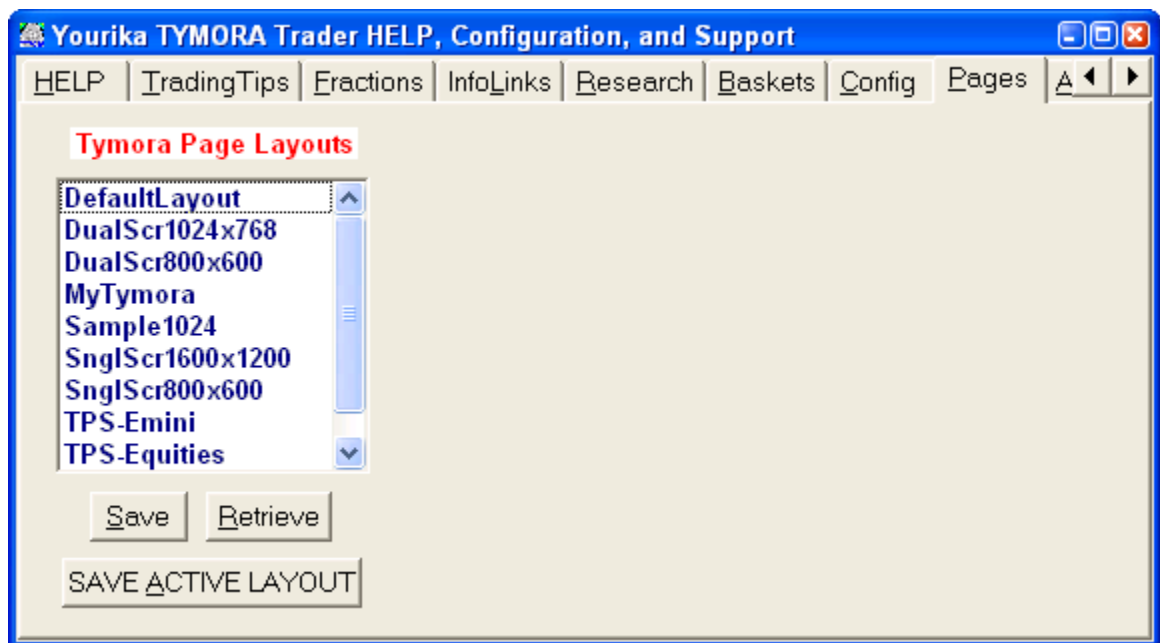 Yourika TYMORA Trader HELP, Configuration, and Support
HELP TradingTips Fractions InfoLinks Research Baskets Config Pages A
Tymora Page Layouts
DefaultLayout
DualScr1024x768
DualScr800x600
MyTymora
Sample1024
SnglScr1600x1200
SnglScr800x600
TPS-Emini
TPS-Equities
Save Retrieve
SAVE ACTIVE LAYOUT